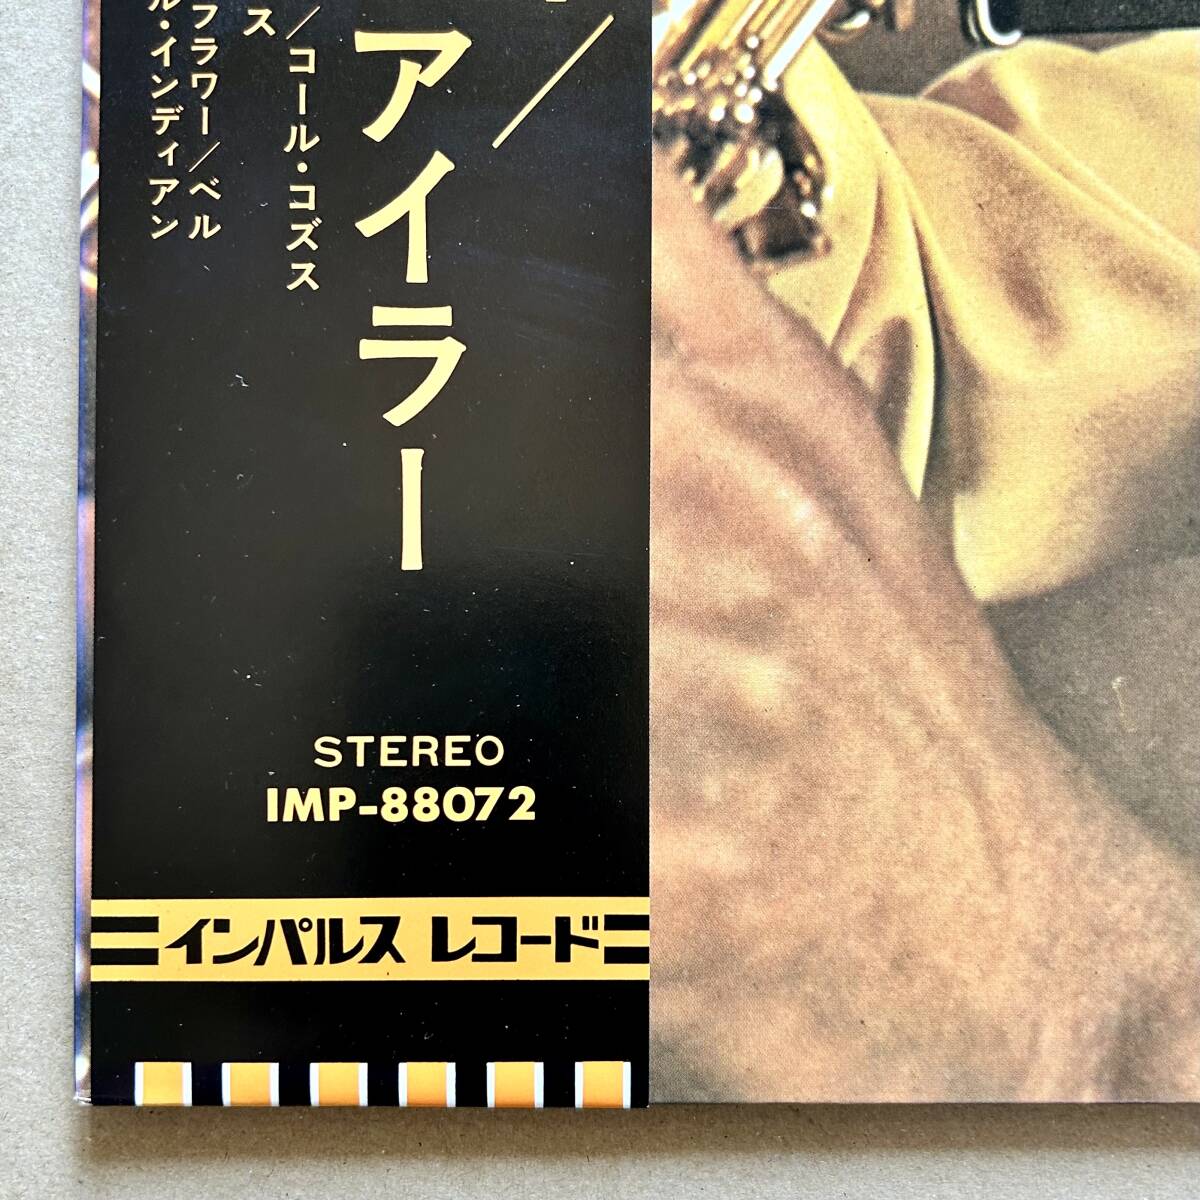 ／
アイラー
／コール・コズス
ス
フラワー／ベル
ル・インディアン
STEREO
IMP-88072
インパルス レコード